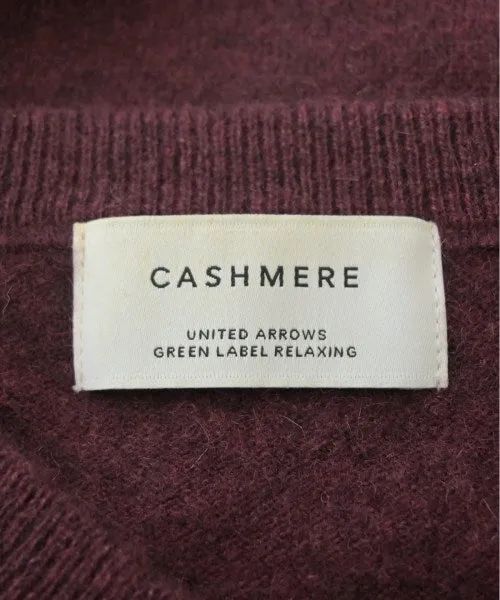 CASHMERE
UNITED ARROWS
GREEN LABEL RELAXING